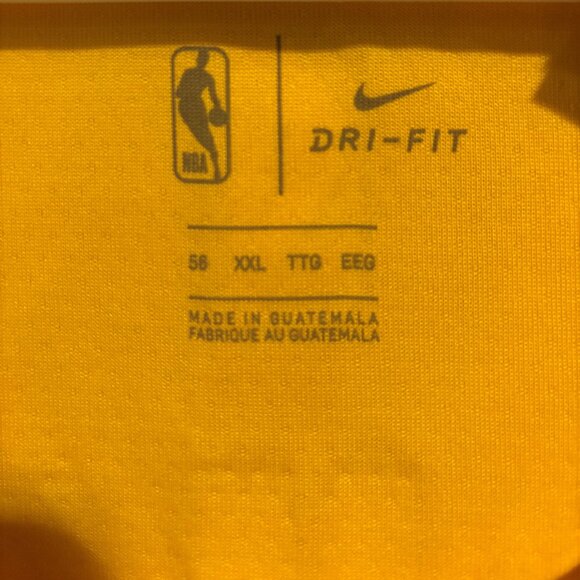 NBA
DRI-FIT
56 XXL TTG EEG
MADE IN GUATEMALA
FABRIQUE AU GUATEMALA